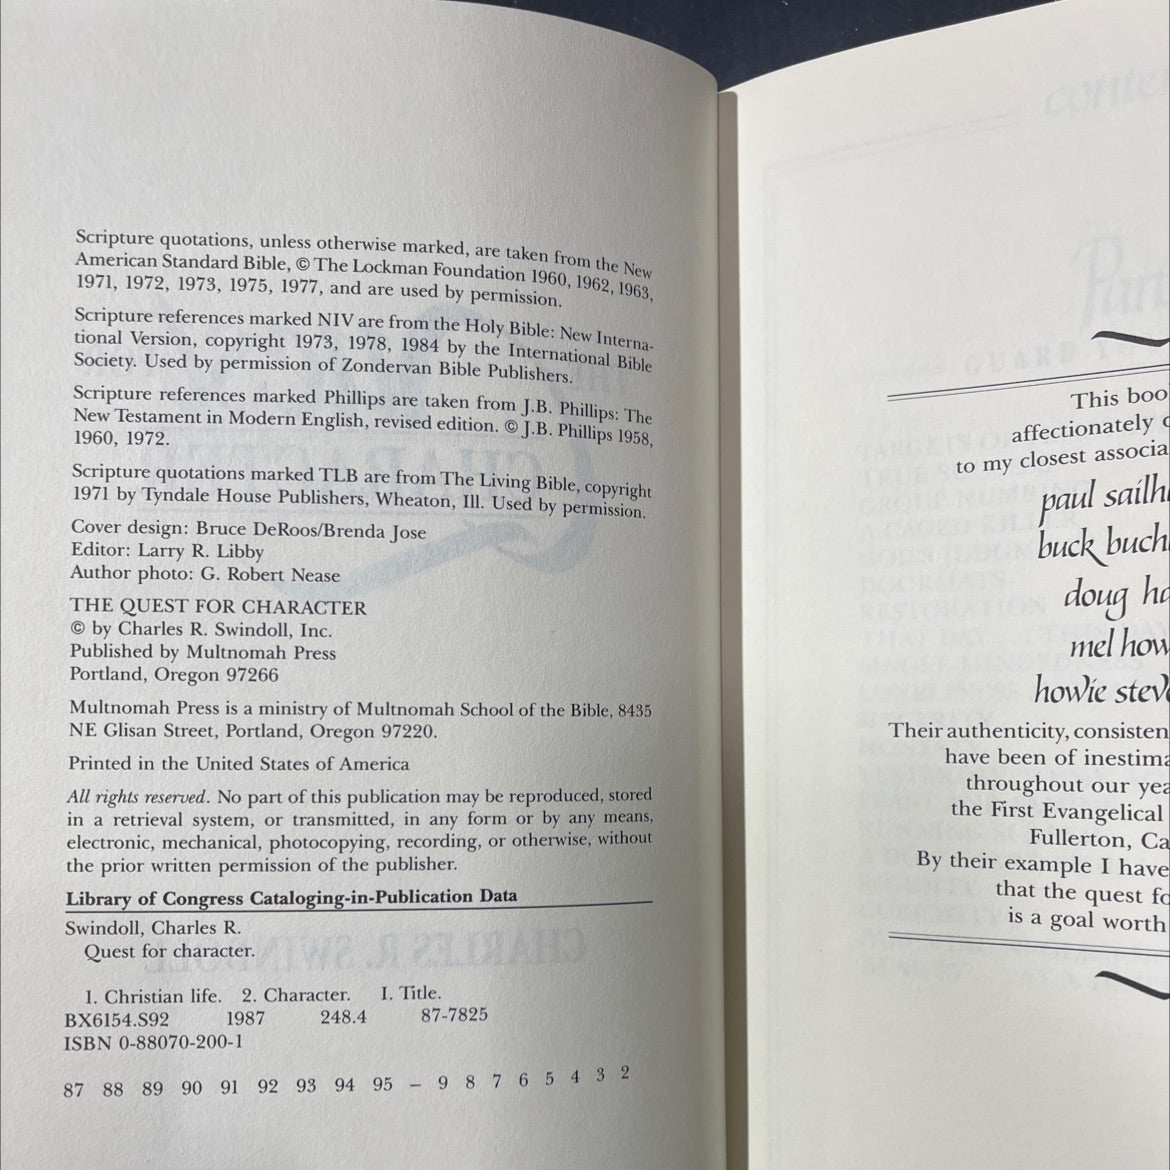 Scripture quotations, unless otherwise marked, are taken from the New
American Standard Bible, © The Lockman Foundation 1960, 1962, 1963,
1971, 1972, 1973, 1975, 1977, and are used by permission.
Scripture references marked NIV are from the Holy Bible: New Interna-
tional Version, copyright 1973, 1978, 1984 by the International Bible
Society. Used by permission of Zondervan Bible Publishers.
Scripture references marked Phillips are taken from J.B. Phillips: The
New Testament in Modern English, revised edition. © J.B. Phillips 1958,
1960, 1972.
Scripture quotations marked TLB are from The Living Bible, copyright
1971 by Tyndale House Publishers, Wheaton, Ill. Used by permission.
Cover design: Bruce DeRoos/Brenda Jose
Editor: Larry R. Libby
Author photo: G. Robert Nease
THE QUEST FOR CHARACTER
© by Charles R. Swindoll, Inc.
Published by Multnomah Press
Portland, Oregon 97266
Multnomah Press is a ministry of Multnomah School of the Bible, 8435
NE Glisan Street, Portland, Oregon 97220.
Printed in the United States of America
All rights reserved. No part of this publication may be reproduced, stored
in a retrieval system, or transmitted, in any form or by any means,
electronic, mechanical, photocopying, recording, or otherwise, without
the prior written permission of the publisher.
Library of Congress Cataloging-in-Publication Data
Swindoll, Charles R.
Quest for character.
1. Christian life. 2. Character. I. Title.
BX6154.S92 1987 248.4 87-7825
ISBN 0-88070-200-1
87 88 89 90 91 92 93 94 95 – 9 8 7 6 5 4 3 2
This boo
affectionately
to my closest associa
paul sailh
buck buch
doug ha
mel how
howie steve
Their authenticity, consisten
have been of inestima
throughout our yea
the First Evangelical
Fullerton, Ca
By their example I have
that the quest fo
is a goal worth